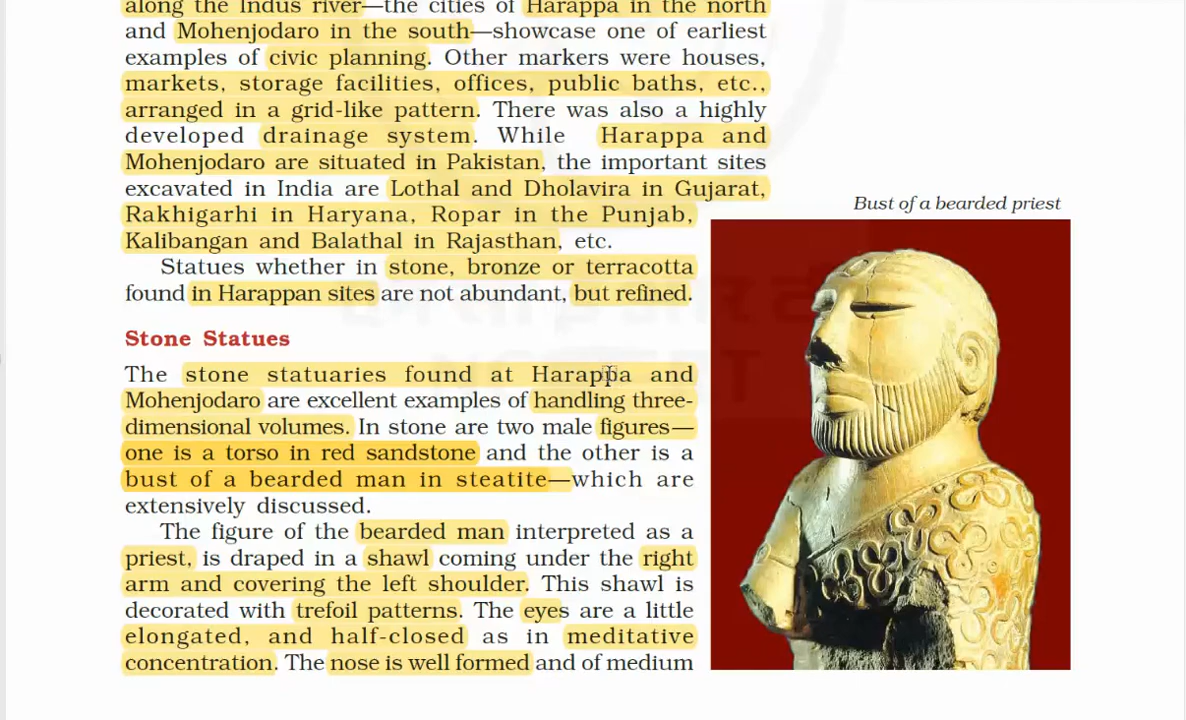 along the Indus river—the cities of Harappa in the north
and Mohenjodaro in the south—showcase one of earliest
examples of civic planning. Other markers were houses,
markets, storage facilities, offices, public baths, etc.,
arranged in a grid-like pattern. There was also a highly
developed drainage system. While Harappa and
Mohenjodaro are situated in Pakistan, the important sites
excavated in India are Lothal and Dholavira in Gujarat,
Rakhigarhi in Haryana, Ropar in the Punjab,
Kalibangan and Balathal in Rajasthan, etc.
Statues whether in stone, bronze or terracotta
found in Harappan sites are not abundant, but refined.
Stone Statues
The stone statuaries found at Harappa and
Mohenjodaro are excellent examples of handling three-
dimensional volumes. In stone are two male figures—
one is a torso in red sandstone and the other is a
bust of a bearded man in steatite—which are
extensively discussed.
The figure of the bearded man interpreted as a
priest, is draped in a shawl coming under the right
arm and covering the left shoulder. This shawl is
decorated with trefoil patterns. The eyes are a little
elongated, and half-closed as in meditative
concentration. The nose is well formed and of medium
Bust of a bearded priest